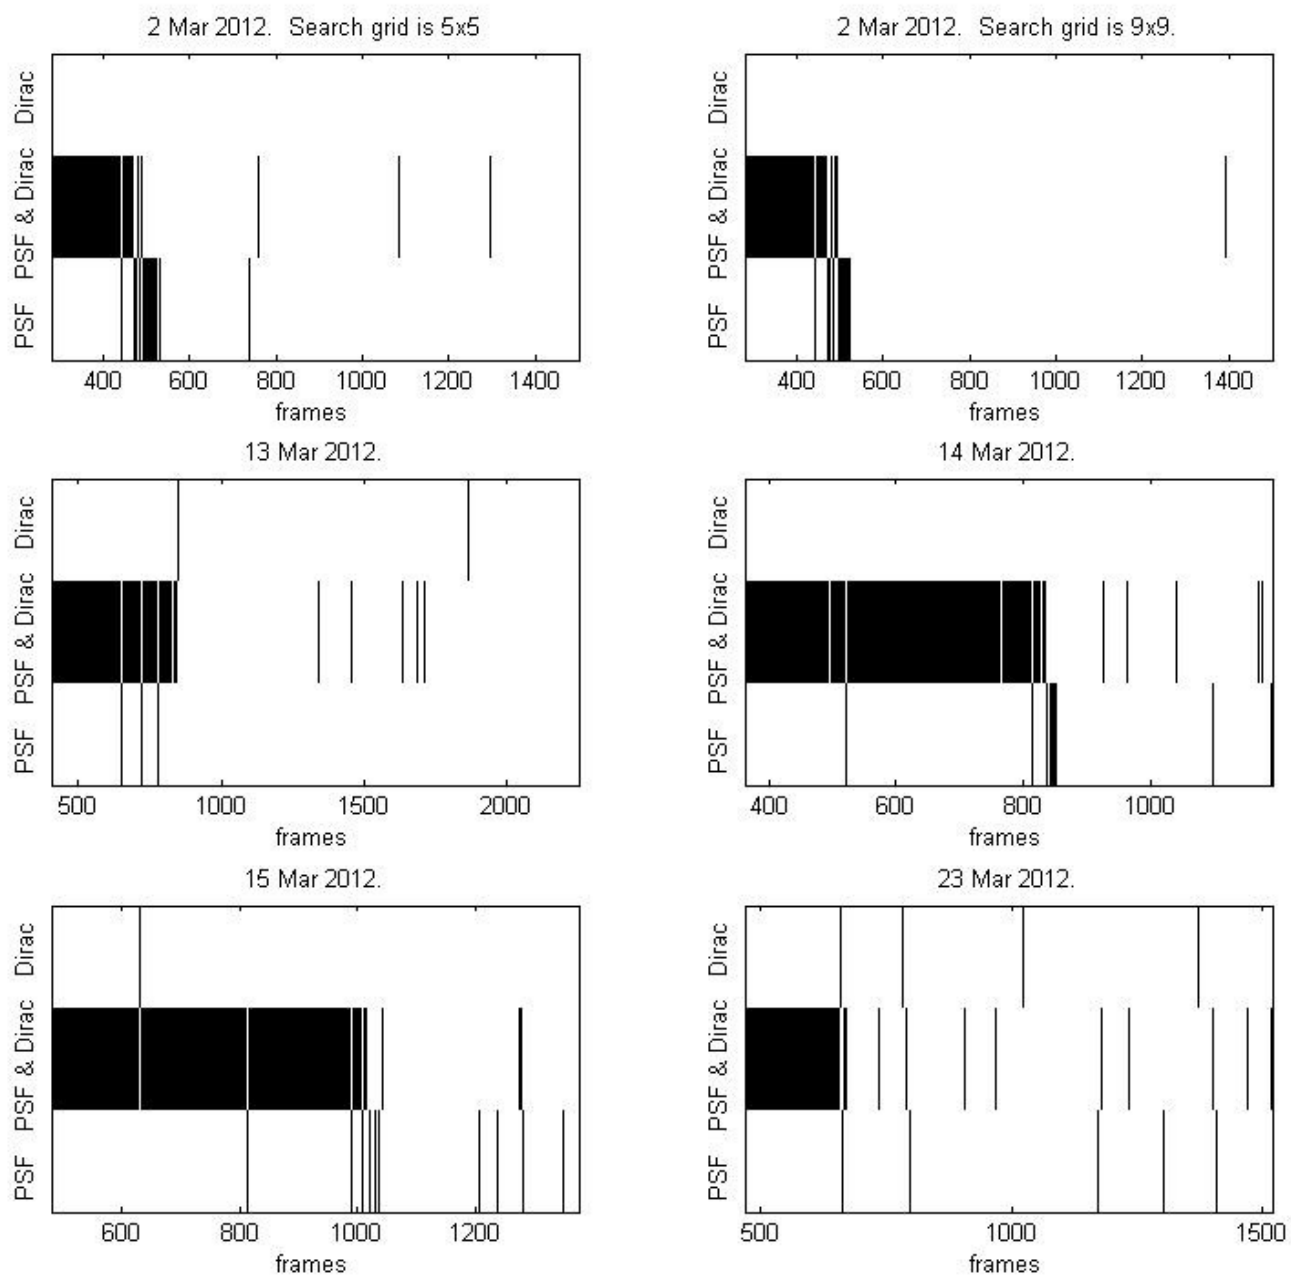 2 Mar 2012. Search grid is 5x5
Dirac
PSF & Dirac
PSF
400 600 800 1000 1200 1400
frames
2 Mar 2012. Search grid is 9x9.
Dirac
PSF & Dirac
PSF
400 600 800 1000 1200 1400
frames
13 Mar 2012.
Dirac
PSF & Dirac
PSF
500 1000 1500 2000
frames
14 Mar 2012.
Dirac
PSF & Dirac
PSF
400 600 800 1000
frames
15 Mar 2012.
Dirac
PSF & Dirac
PSF
600 800 1000 1200
frames
23 Mar 2012.
Dirac
PSF & Dirac
PSF
500 1000 1500
frames